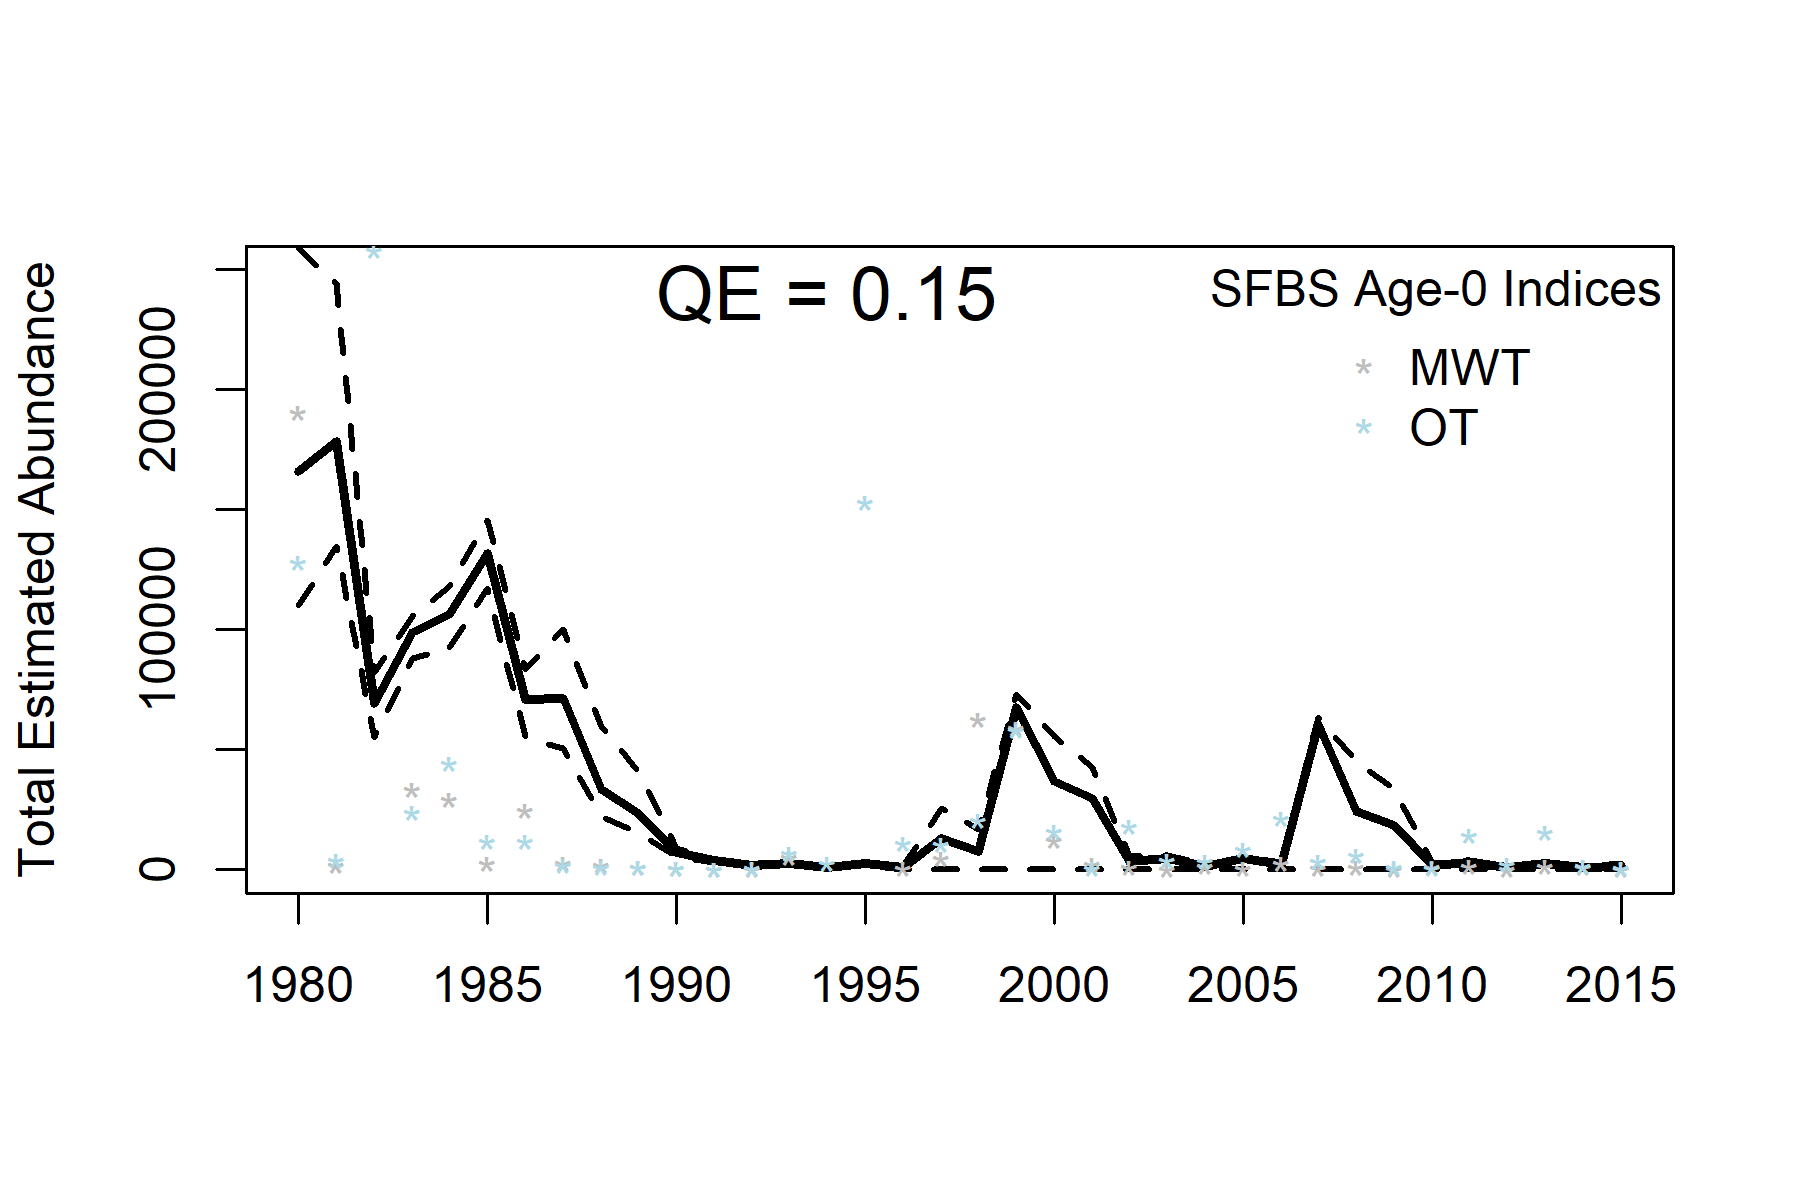 QE = 0.15
SFBS Age-0 Indices
* MWT
* OT
Total Estimated Abundance
200000
100000
0
1980 1985 1990 1995 2000 2005 2010 2015